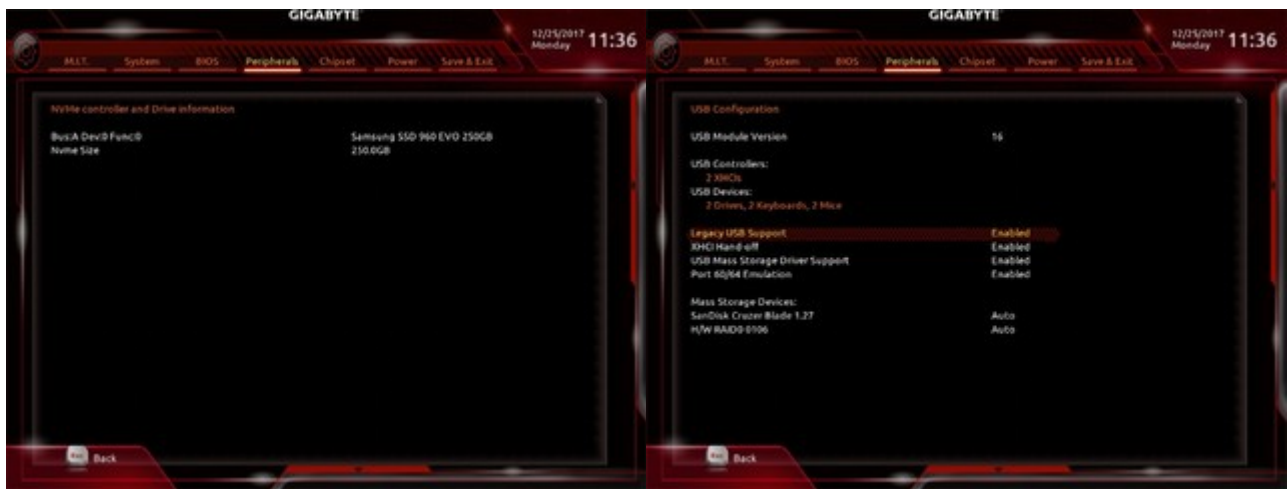 GIGABYTE
12/25/2017 Monday 11:36
M.I.T. System BIOS Peripherals Chipset Power Save & Exit
NVMe controller and Drive information
Bus:A Dev:0 Func:0 Samsung SSD 960 EVO 250GB
Nvme Size 250.0GB
Esc Back
GIGABYTE
12/25/2017 Monday 11:36
M.I.T. System BIOS Peripherals Chipset Power Save & Exit
USB Configuration
USB Module Version 16
USB Controllers:
2 XHCIs
USB Devices:
2 Drives, 2 Keyboards, 2 Mice
Legacy USB Support Enabled
XHCI Hand-off Enabled
USB Mass Storage Driver Support Enabled
Port 60/64 Emulation Enabled
Mass Storage Devices:
SanDisk Cruzer Blade 1.27 Auto
H/W RAID0 0106 Auto
Esc Back